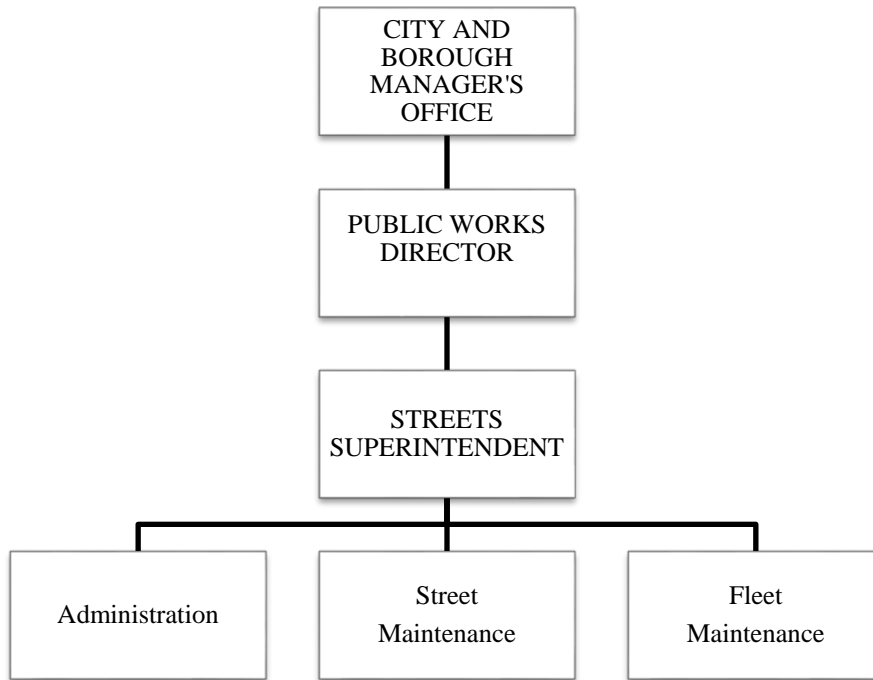 CITY AND
BOROUGH
MANAGER'S
OFFICE
PUBLIC WORKS
DIRECTOR
STREETS
SUPERINTENDENT
Administration
Street
Maintenance
Fleet
Maintenance